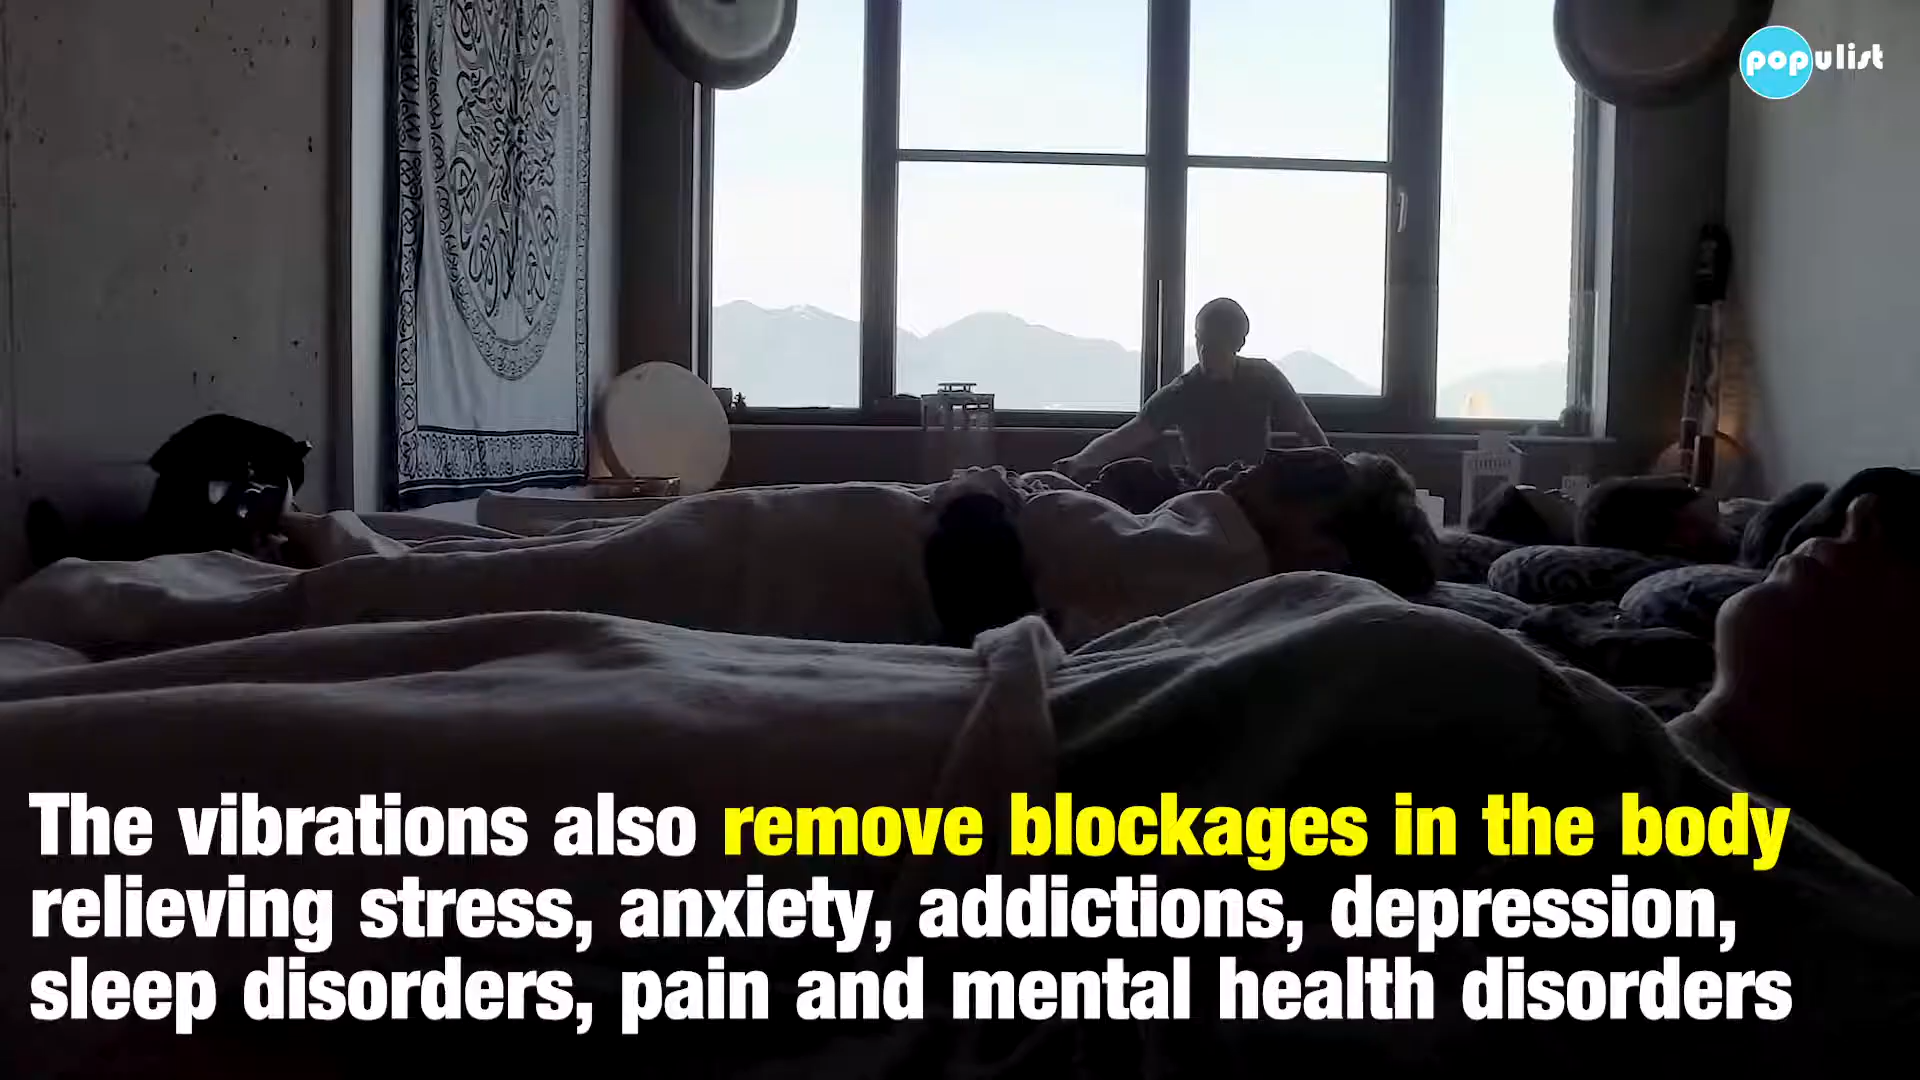 populist
The vibrations also remove blockages in the body
relieving stress, anxiety, addictions, depression,
sleep disorders, pain and mental health disorders